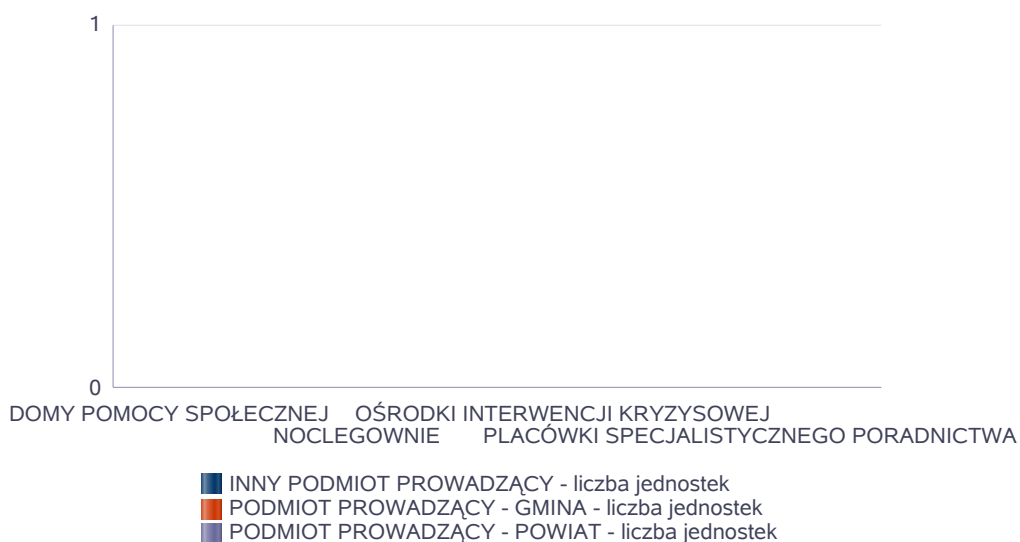 1
0
DOMY POMOCY SPOŁECZNEJ OŚRODKI INTERWENCJI KRYZYSOWEJ
NOCLEGOWNIE PLACÓWKI SPECJALISTYCZNEGO PORADNICTWA
INNY PODMIOT PROWADZĄCY - liczba jednostek
PODMIOT PROWADZĄCY - GMINA - liczba jednostek
PODMIOT PROWADZĄCY - POWIAT - liczba jednostek